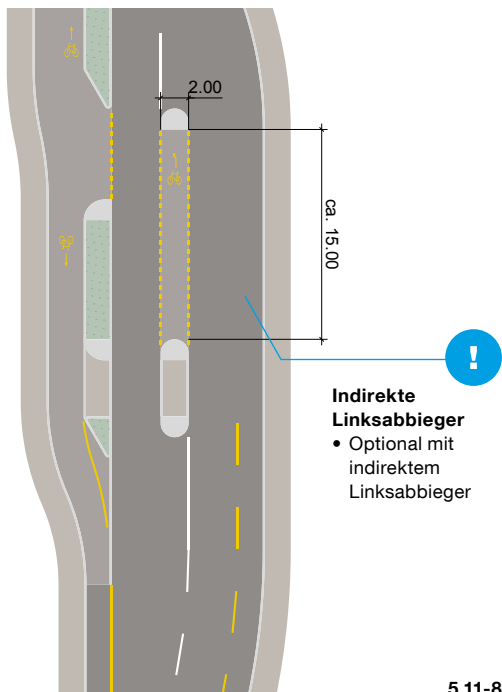 2.00
ca. 15.00
!
Indirekte
Linksabbieger
• Optional mit
indirektem
Linksabbieger
5.11-8